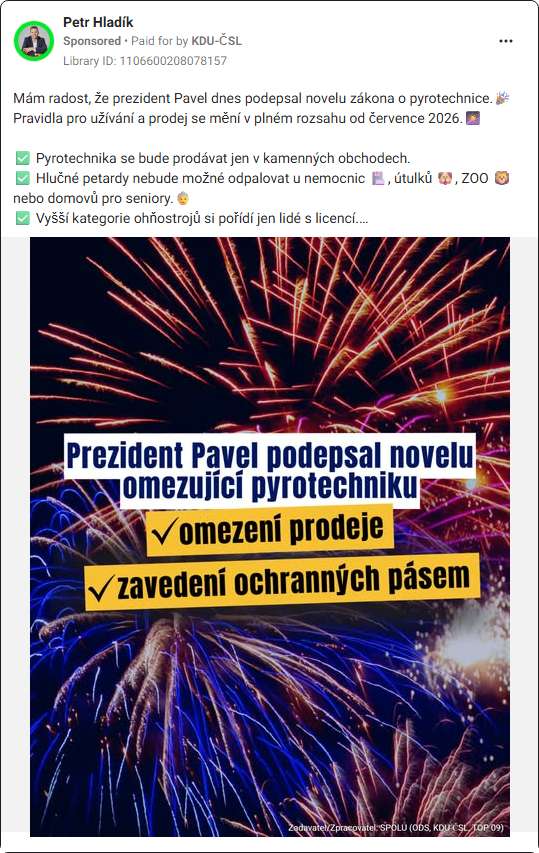 Petr Hladík
Sponsored • Paid for by KDU-ČSL
Library ID: 1106600208078157
Mám radost, že prezident Pavel dnes podepsal novelu zákona o pyrotechnice. 🎉
Pravidla pro užívání a prodej se mění v plném rozsahu od července 2026. 🎆
✅ Pyrotechnika se bude prodávat jen v kamenných obchodech.
✅ Hlučné petardy nebude možné odpalovat u nemocnic 🏥, útulků 🐶, ZOO 🦁
nebo domovů pro seniory. 👵
✅ Vyšší kategorie ohňostrojů si pořídí jen lidé s licencí....
Prezident Pavel podepsal novelu
omezující pyrotechniku
✓omezení prodeje
✓zavedení ochranných pásem
Zadavatel/Zpracovatel: SPOLU (ODS, KDU-ČSL, TOP 09)